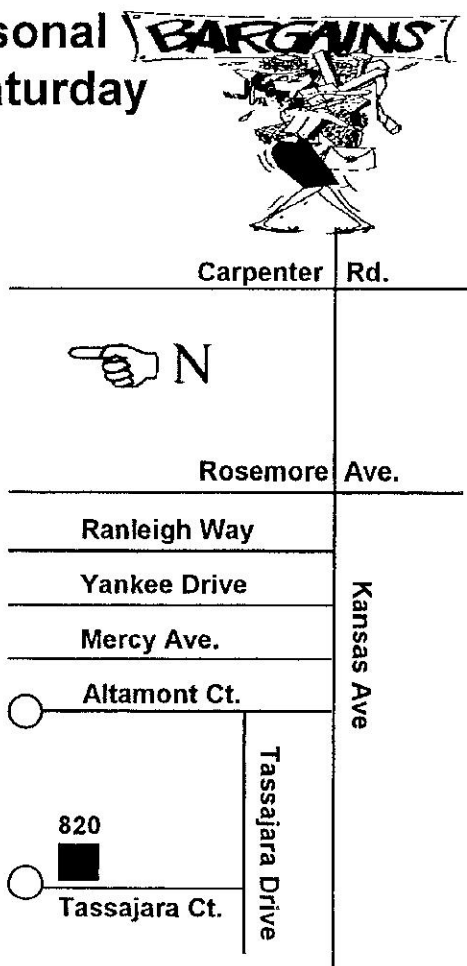 sonal
BARGAINS
aturday
Carpenter Rd.
N
Rosemore Ave.
Ranleigh Way
Yankee Drive
Mercy Ave.
Kansas Ave
Altamont Ct.
Tassajara Drive
820
Tassajara Ct.